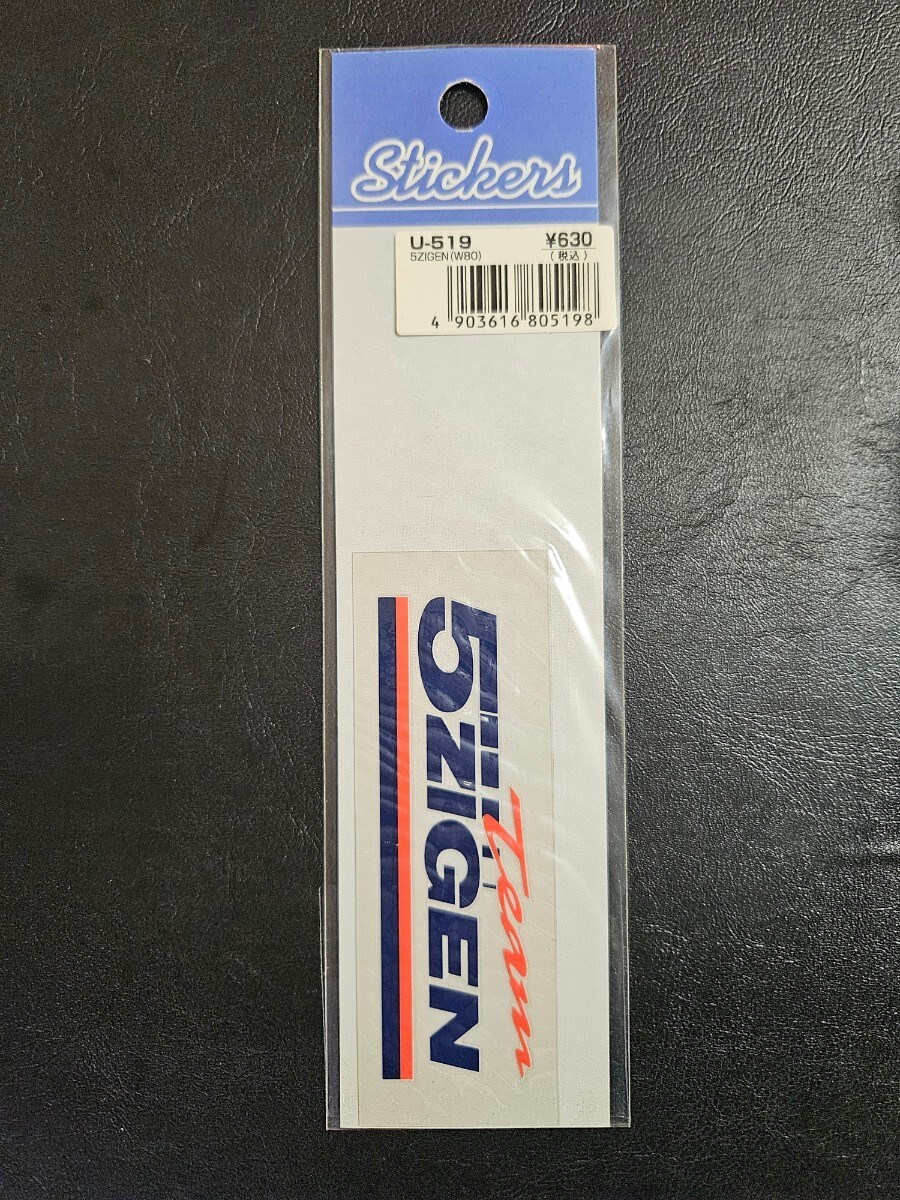 Stickers
U-519 ¥630
5ZIGEN(W80) (税込)
4 903616 805198
Team
5ZIGEN